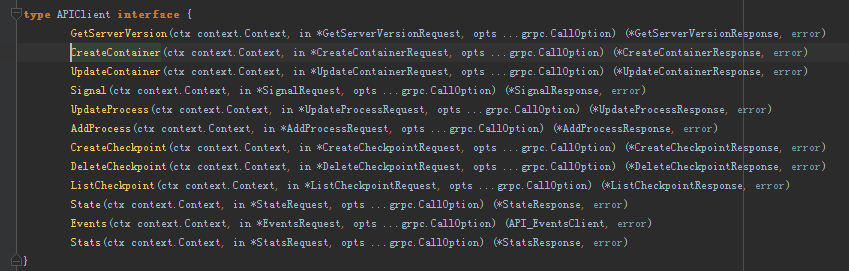 type APIClient interface {
GetServerVersion(ctx context.Context, in *GetServerVersionRequest, opts ...grpc.CallOption) (*GetServerVersionResponse, error)
CreateContainer(ctx context.Context, in *CreateContainerRequest, opts ...grpc.CallOption) (*CreateContainerResponse, error)
UpdateContainer(ctx context.Context, in *UpdateContainerRequest, opts ...grpc.CallOption) (*UpdateContainerResponse, error)
Signal(ctx context.Context, in *SignalRequest, opts ...grpc.CallOption) (*SignalResponse, error)
UpdateProcess(ctx context.Context, in *UpdateProcessRequest, opts ...grpc.CallOption) (*UpdateProcessResponse, error)
AddProcess(ctx context.Context, in *AddProcessRequest, opts ...grpc.CallOption) (*AddProcessResponse, error)
CreateCheckpoint(ctx context.Context, in *CreateCheckpointRequest, opts ...grpc.CallOption) (*CreateCheckpointResponse, error)
DeleteCheckpoint(ctx context.Context, in *DeleteCheckpointRequest, opts ...grpc.CallOption) (*DeleteCheckpointResponse, error)
ListCheckpoint(ctx context.Context, in *ListCheckpointRequest, opts ...grpc.CallOption) (*ListCheckpointResponse, error)
State(ctx context.Context, in *StateRequest, opts ...grpc.CallOption) (*StateResponse, error)
Events(ctx context.Context, in *EventsRequest, opts ...grpc.CallOption) (API_EventsClient, error)
Stats(ctx context.Context, in *StatsRequest, opts ...grpc.CallOption) (*StatsResponse, error)
}